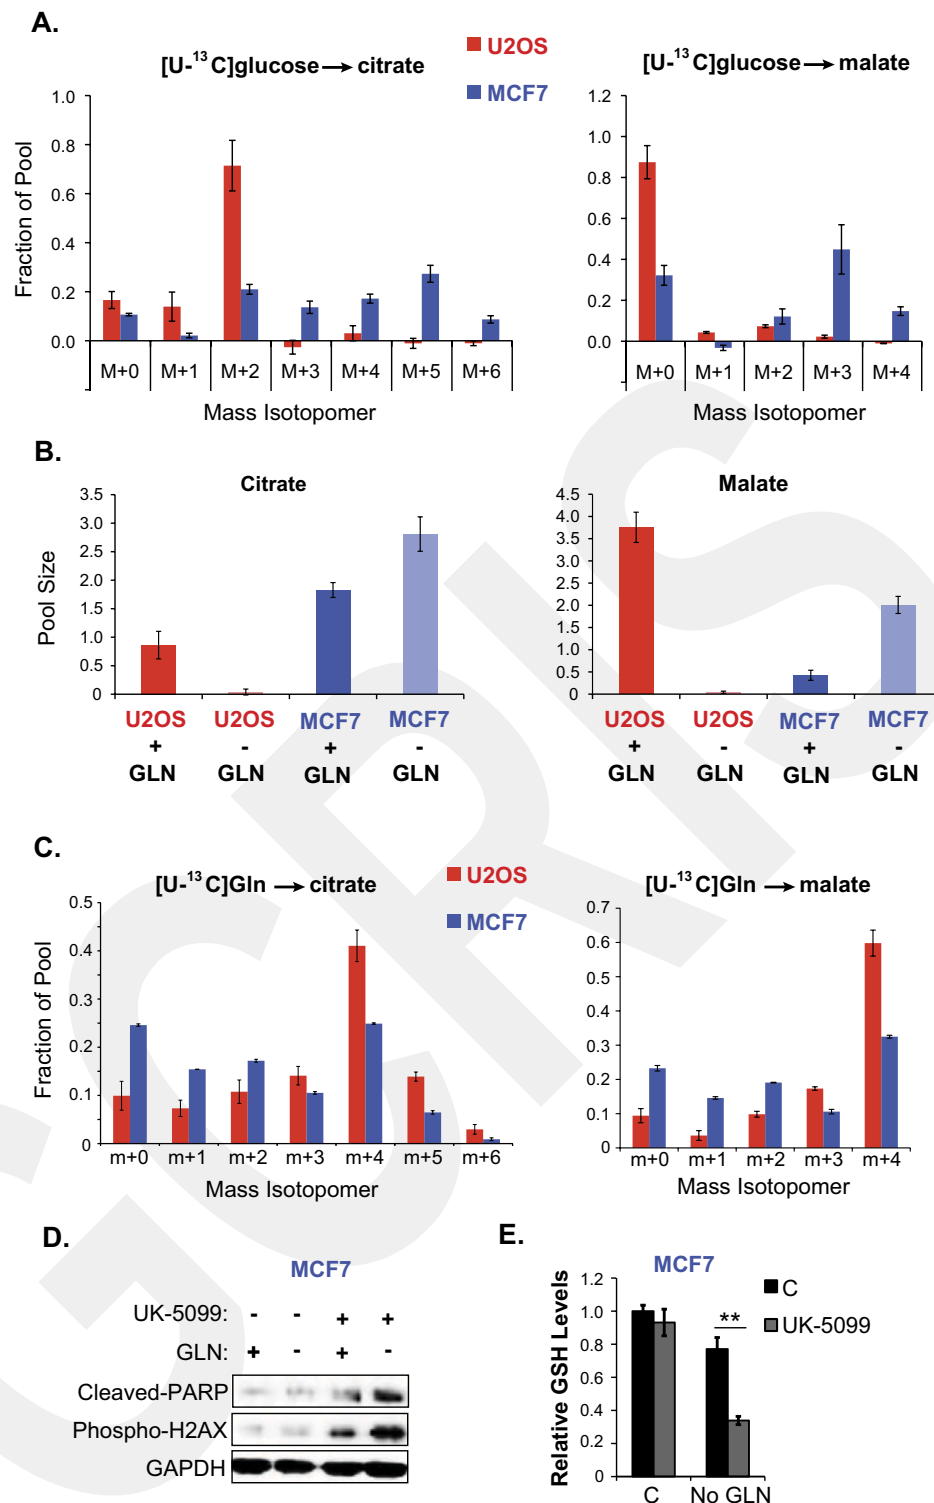 A.
[U-¹³C]glucose → citrate
U2OS
MCF7
[U-¹³C]glucose → malate
Fraction of Pool
1.0
0.8
0.6
0.4
0.2
0.0
M+0 M+1 M+2 M+3 M+4 M+5 M+6
Mass Isotopomer
1.2
1.0
0.8
0.6
0.4
0.2
0.0
M+0 M+1 M+2 M+3 M+4
Mass Isotopomer
B.
Citrate
Pool Size
3.5
3.0
2.5
2.0
1.5
1.0
0.5
0
U2OS U2OS MCF7 MCF7
+ - + -
GLN GLN GLN GLN
Malate
4.5
4.0
3.5
3.0
2.5
2.0
1.5
1.0
0.5
0
U2OS U2OS MCF7 MCF7
+ - + -
GLN GLN GLN GLN
C.
[U-¹³C]Gln → citrate
U2OS
MCF7
[U-¹³C]Gln → malate
Fraction of Pool
0.5
0.4
0.3
0.2
0.1
0
m+0 m+1 m+2 m+3 m+4 m+5 m+6
Mass Isotopomer
0.7
0.6
0.5
0.4
0.3
0.2
0.1
0
m+0 m+1 m+2 m+3 m+4
Mass Isotopomer
D.
MCF7
UK-5099: - - + +
GLN: + - + -
Cleaved-PARP
Phospho-H2AX
GAPDH
E.
MCF7
C
UK-5099
Relative GSH Levels
1.2
1.0
0.8
0.6
0.4
0.2
0
**
C No GLN
GCRIS